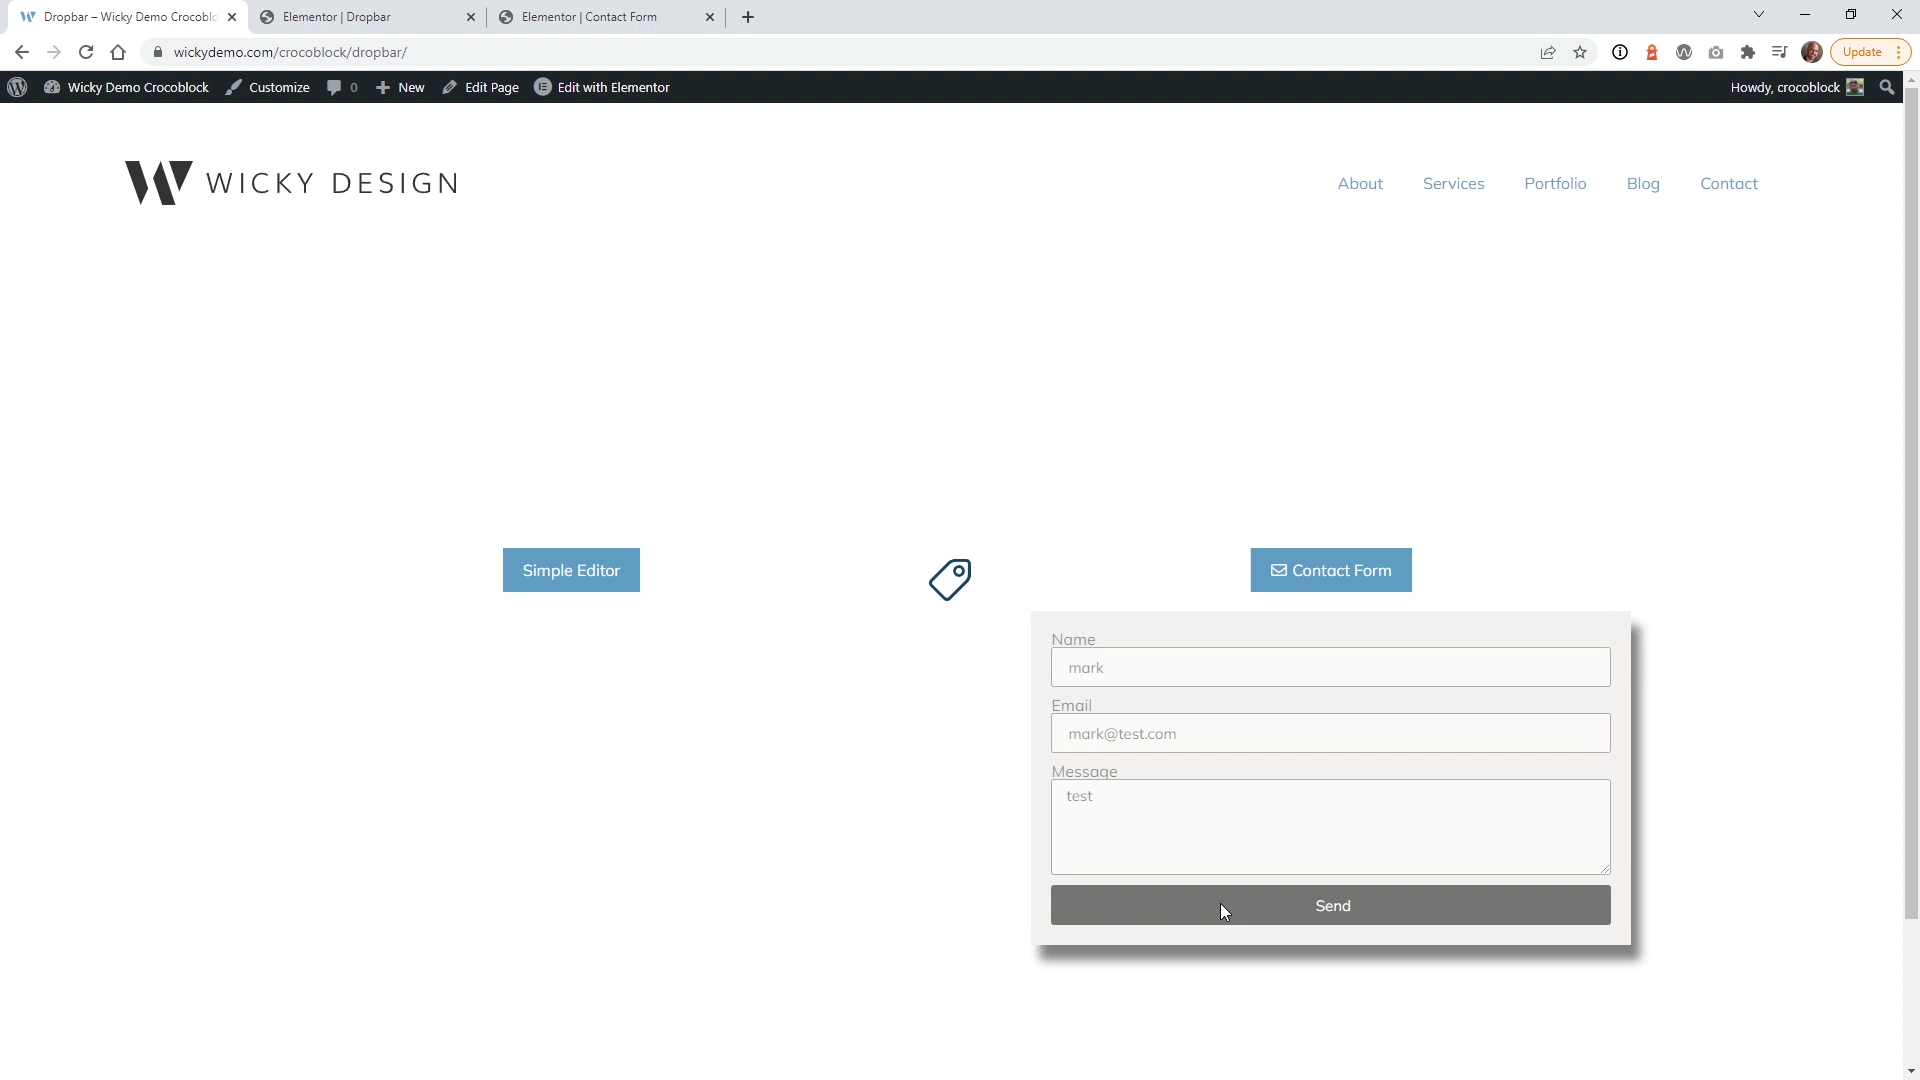 Dropbar – Wicky Demo Crocoblo
Elementor | Dropbar
Elementor | Contact Form
wickydemo.com/crocoblock/dropbar/
Update
Wicky Demo Crocoblock
Customize
0
New
Edit Page
Edit with Elementor
Howdy, crocoblock
WICKY DESIGN
About
Services
Portfolio
Blog
Contact
Simple Editor
Contact Form
Name
mark
Email
mark@test.com
Message
test
Send